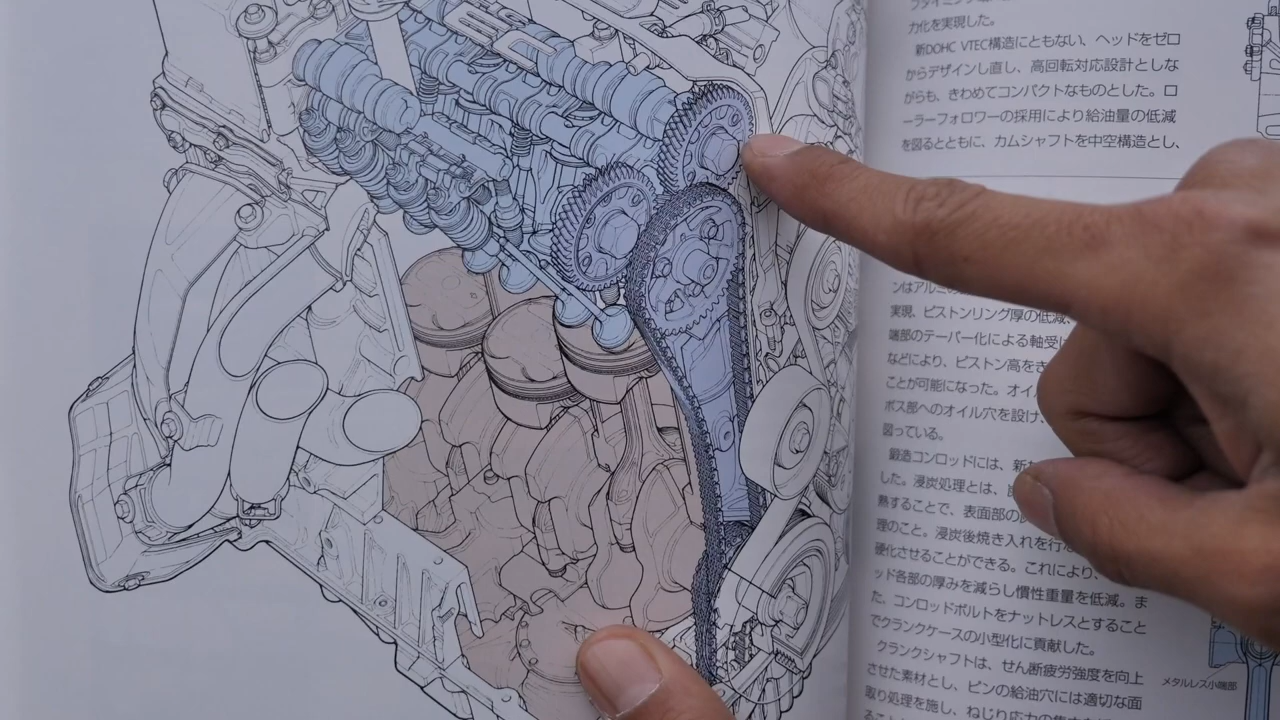 力化を実現した。
新DOHC VTEC構造にともない、ヘッドをゼロ
からデザインし直し、高回転対応設計としな
がらも、きわめてコンパクトなものとした。ロ
ーラーフォロワーの採用により給油量の低減
を図るとともに、カムシャフトを中空構造とし、
ンはアルミ
実現、ピストンリング厚の低減、
端部のテーパー化による軸受け
などにより、ピストン高をき
ことが可能になった。オイ
ボス部へのオイル穴を設け、
図っている。
鍛造コンロッドには、新
した。浸炭処理とは、
熱することで、表面部の
理のこと。浸炭後焼き入れを行な
硬化させることができる。これにより、
ッド各部の厚みを減らし慣性重量を低減。ま
た、コンロッドボルトをナットレスとすること
でクランクケースの小型化に貢献した。
クランクシャフトは、せん断疲労強度を向上
させた素材とし、ピンの給油穴には適切な面
取り処理を施し、ねじり応力の集中
メタルレス小端部